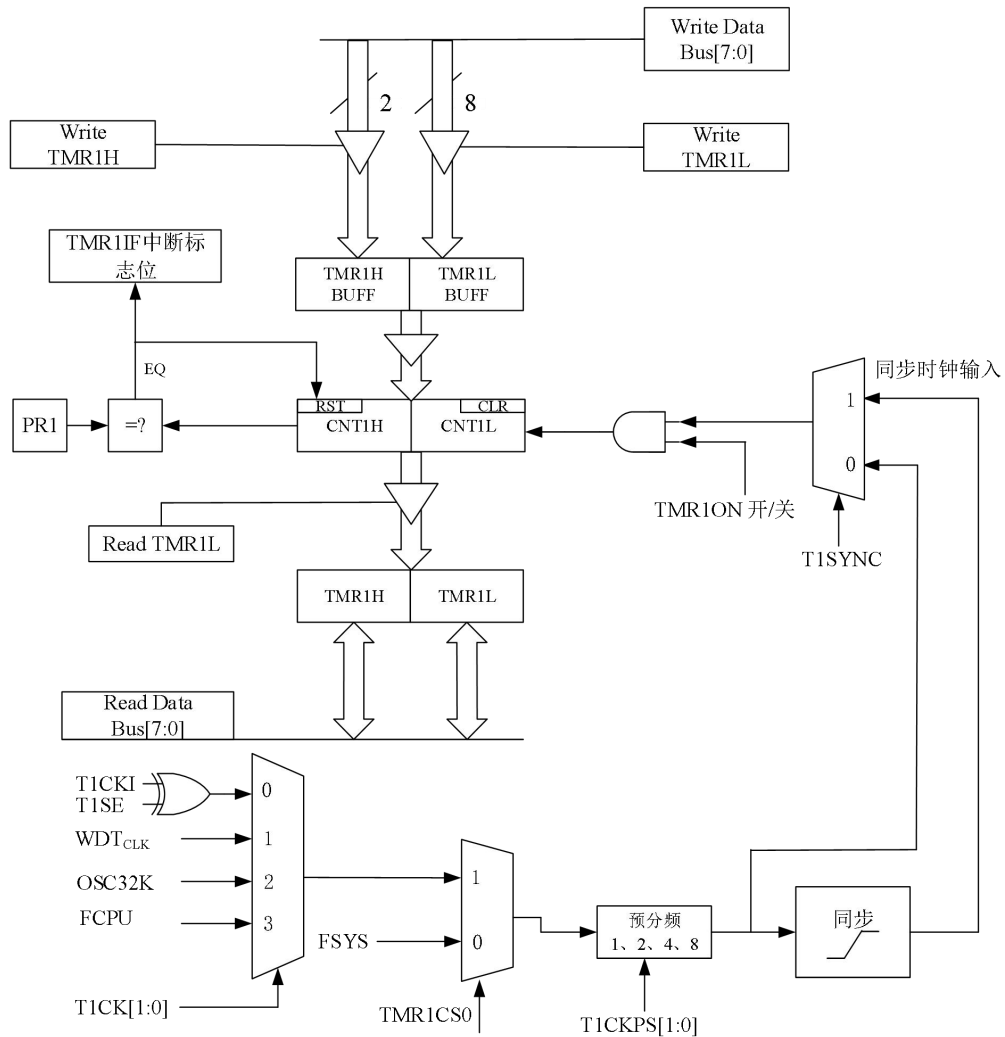 Write Data
Bus[7:0]
2
8
Write
TMR1H
Write
TMR1L
TMR1IF中断标
志位
TMR1H
BUFF
TMR1L
BUFF
EQ
同步时钟输入
PR1
=?
RST
CNT1H
CLR
CNT1L
1
0
TMR1ON 开/关
T1SYNC
Read TMR1L
TMR1H
TMR1L
Read Data
Bus[7:0]
T1CKI
T1SE
WDTCLK
OSC32K
FCPU
0
1
2
3
T1CK[1:0]
FSYS
1
0
TMR1CS0
预分频
1、2、4、8
T1CKPS[1:0]
同步